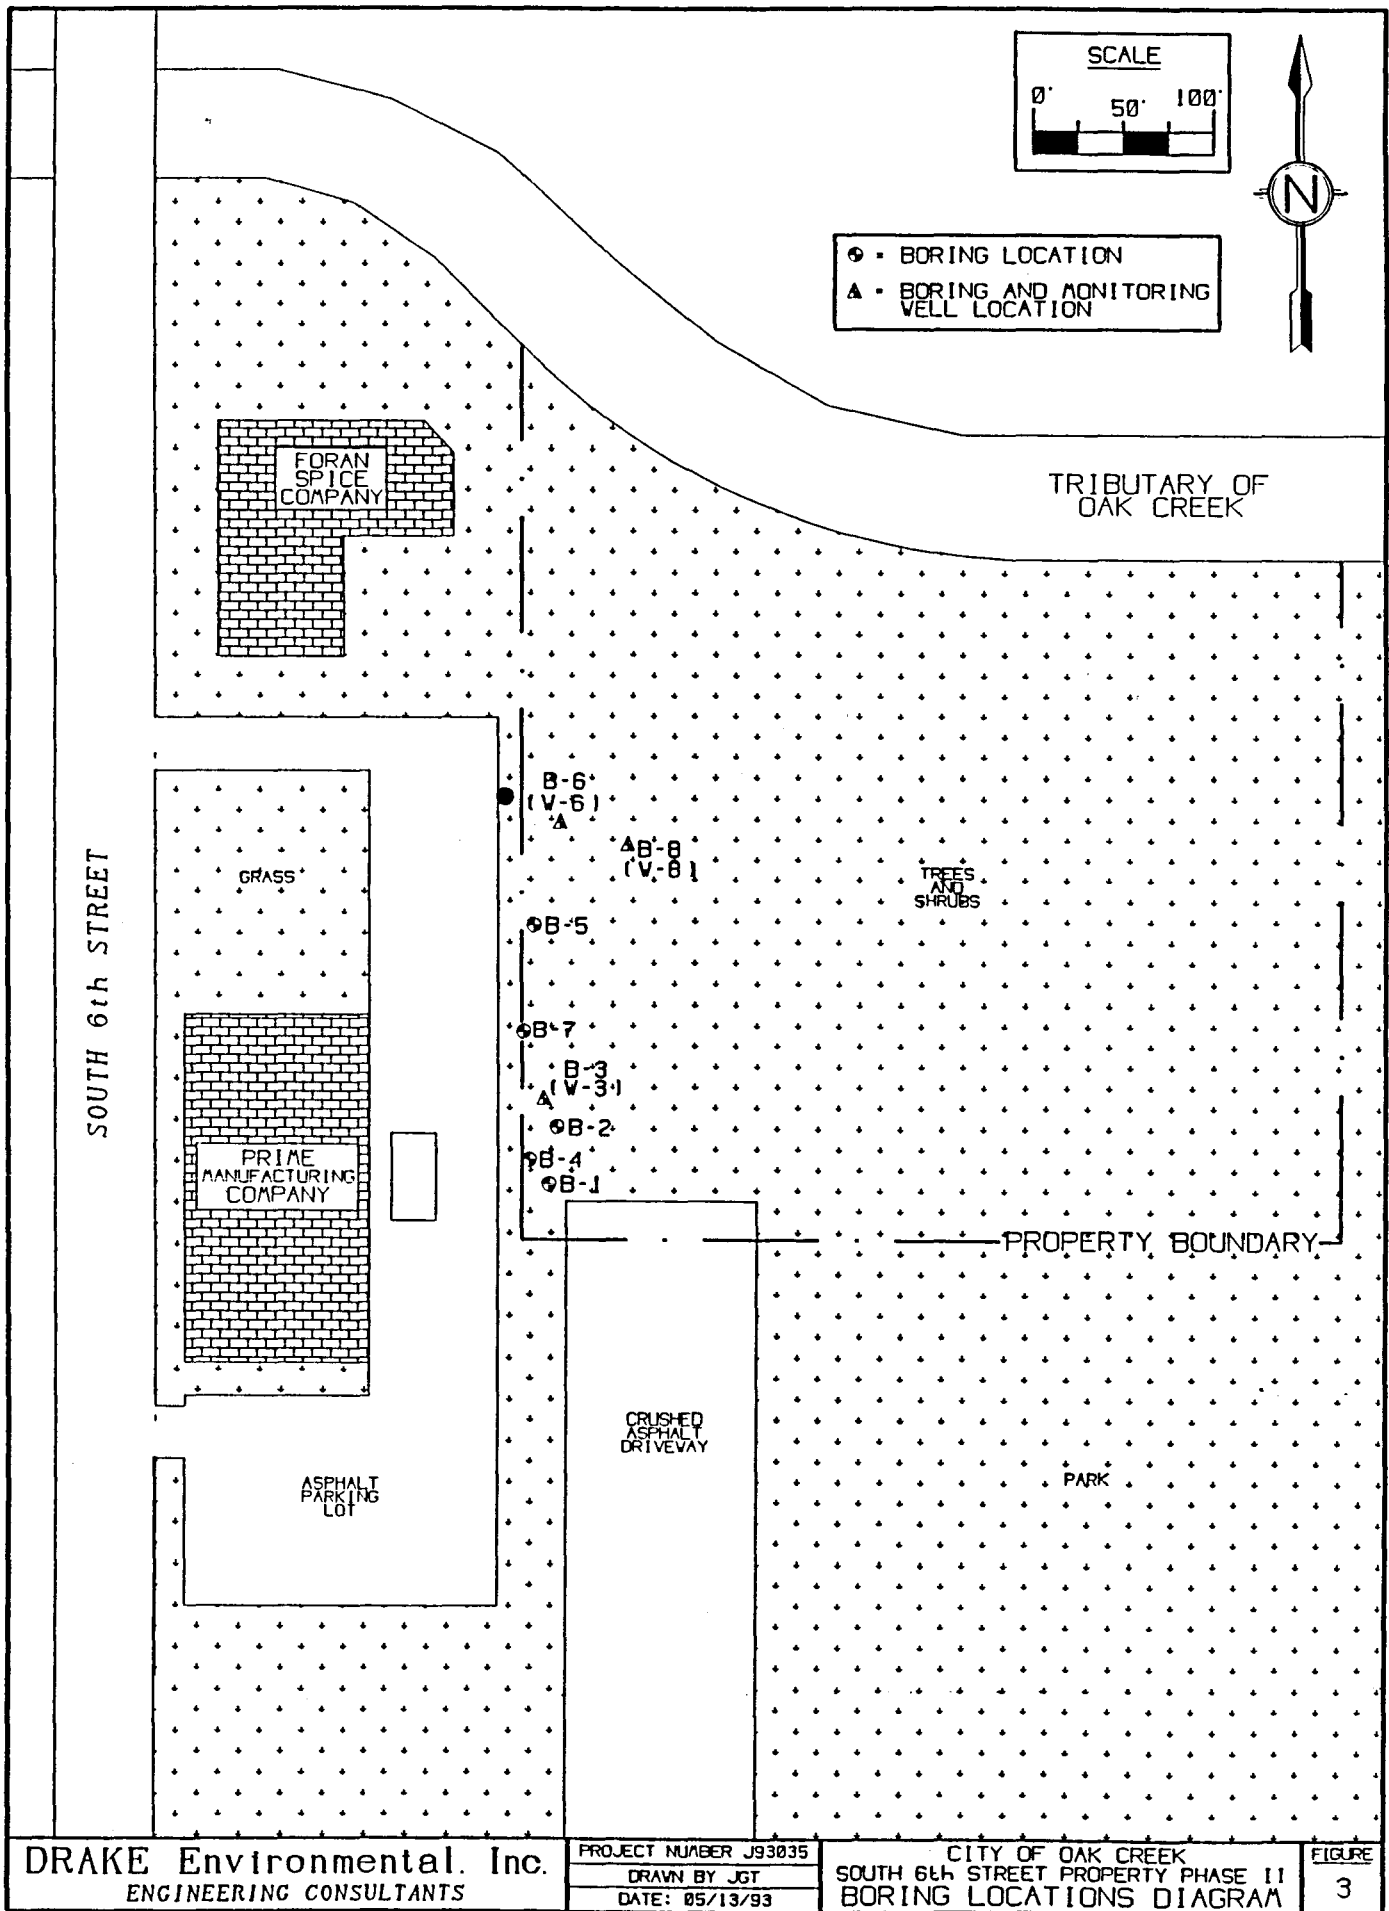 SCALE
0' 50' 100'
N
- BORING LOCATION
- BORING AND MONITORING
WELL LOCATION
FORAN
SPICE
COMPANY
TRIBUTARY OF
OAK CREEK
B-6
(W-6)
B-8
(W-8)
GRASS
TREES
AND
SHRUBS
B-5
SOUTH 6th STREET
B-7
B-3
(W-3)
B-2
B-4
B-1
PRIME
MANUFACTURING
COMPANY
PROPERTY BOUNDARY
CRUSHED
ASPHALT
DRIVEWAY
ASPHALT
PARKING
LOT
PARK
DRAKE Environmental, Inc.
ENGINEERING CONSULTANTS
PROJECT NUMBER J93035
DRAWN BY JGT
DATE: 05/13/93
CITY OF OAK CREEK
SOUTH 6th STREET PROPERTY PHASE II
BORING LOCATIONS DIAGRAM
FIGURE
3